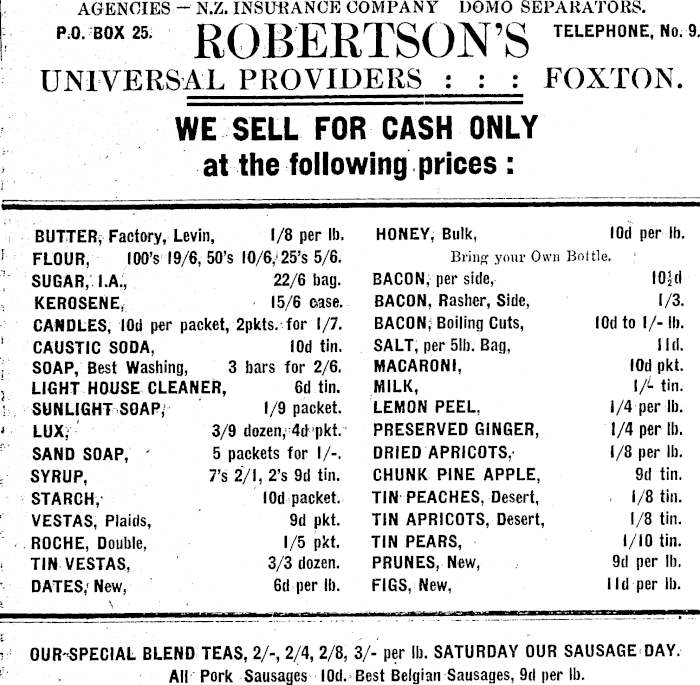 AGENCIES — N.Z. INSURANCE COMPANY DOMO SEPARATORS.
P.O. BOX 25. ROBERTSON'S TELEPHONE, No. 9.
UNIVERSAL PROVIDERS : : : FOXTON.
WE SELL FOR CASH ONLY
at the following prices :
BUTTER, Factory, Levin, 1/8 per lb.
FLOUR, 100's 19/6, 50's 10/6, 25's 5/6.
SUGAR, I.A., 22/6 bag.
KEROSENE, 15/6 case.
CANDLES, 10d per packet, 2pkts. for 1/7.
CAUSTIC SODA, 10d tin.
SOAP, Best Washing, 3 bars for 2/6.
LIGHT HOUSE CLEANER, 6d tin.
SUNLIGHT SOAP, 1/9 packet.
LUX, 3/9 dozen, 4d pkt.
SAND SOAP, 5 packets for 1/-.
SYRUP, 7's 2/1, 2's 9d tin.
STARCH, 10d packet.
VESTAS, Plaids, 9d pkt.
ROCHE, Double, 1/5 pkt.
TIN VESTAS, 3/3 dozen.
DATES, New, 6d per lb.
HONEY, Bulk, 10d per lb.
Bring your Own Bottle.
BACON, per side, 10½d
BACON, Rasher, Side, 1/3.
BACON, Boiling Cuts, 10d to 1/- lb.
SALT, per 5lb. Bag, 11d.
MACARONI, 10d pkt.
MILK, 1/- tin.
LEMON PEEL, 1/4 per lb.
PRESERVED GINGER, 1/4 per lb.
DRIED APRICOTS, 1/8 per lb.
CHUNK PINE APPLE, 9d tin.
TIN PEACHES, Desert, 1/8 tin.
TIN APRICOTS, Desert, 1/8 tin.
TIN PEARS, 1/10 tin.
PRUNES, New, 9d per lb.
FIGS, New, 11d per lb.
OUR SPECIAL BLEND TEAS, 2/-, 2/4, 2/8, 3/- per lb. SATURDAY OUR SAUSAGE DAY.
All Pork Sausages 10d. Best Belgian Sausages, 9d per lb.